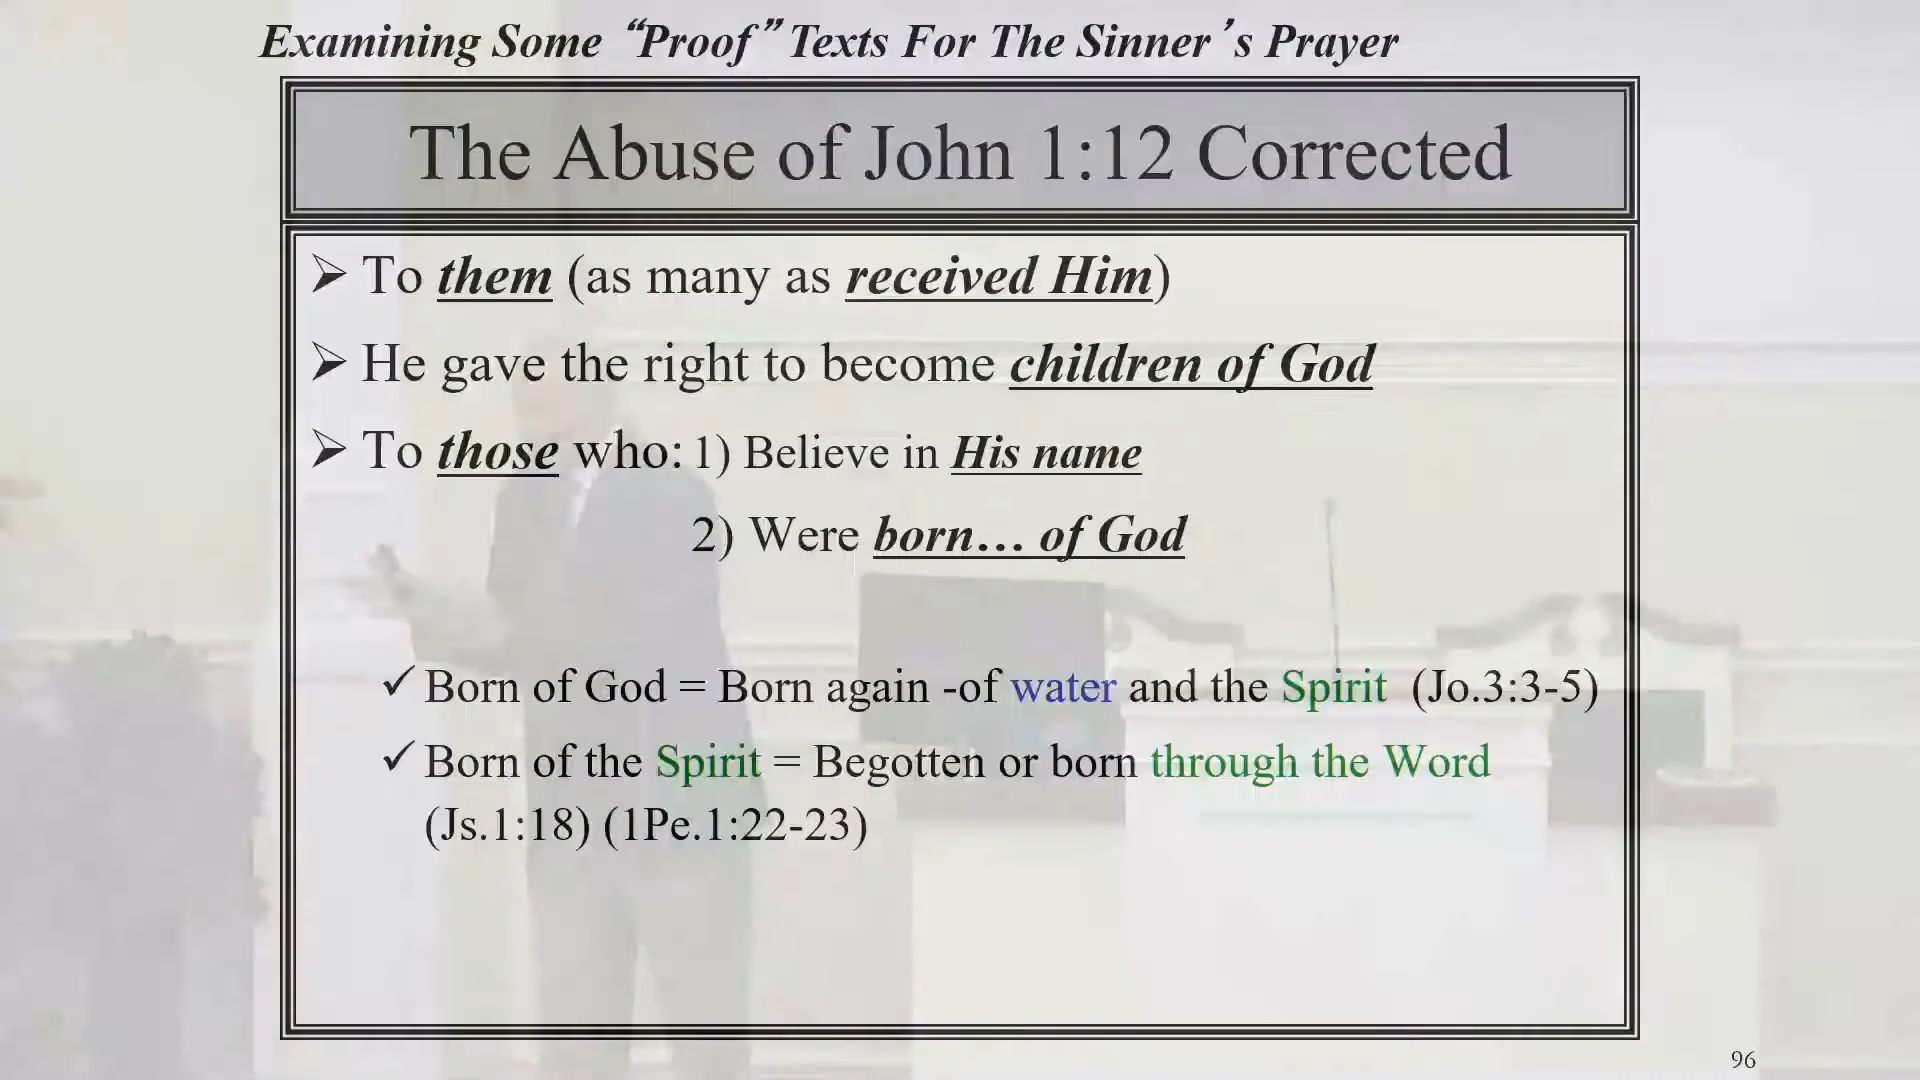 Examining Some “Proof” Texts For The Sinner’s Prayer
The Abuse of John 1:12 Corrected
➢ To them (as many as received Him)
➢ He gave the right to become children of God
➢ To those who: 1) Believe in His name
2) Were born… of God
✓ Born of God = Born again -of water and the Spirit (Jo.3:3-5)
✓ Born of the Spirit = Begotten or born through the Word
(Js.1:18) (1Pe.1:22-23)
96